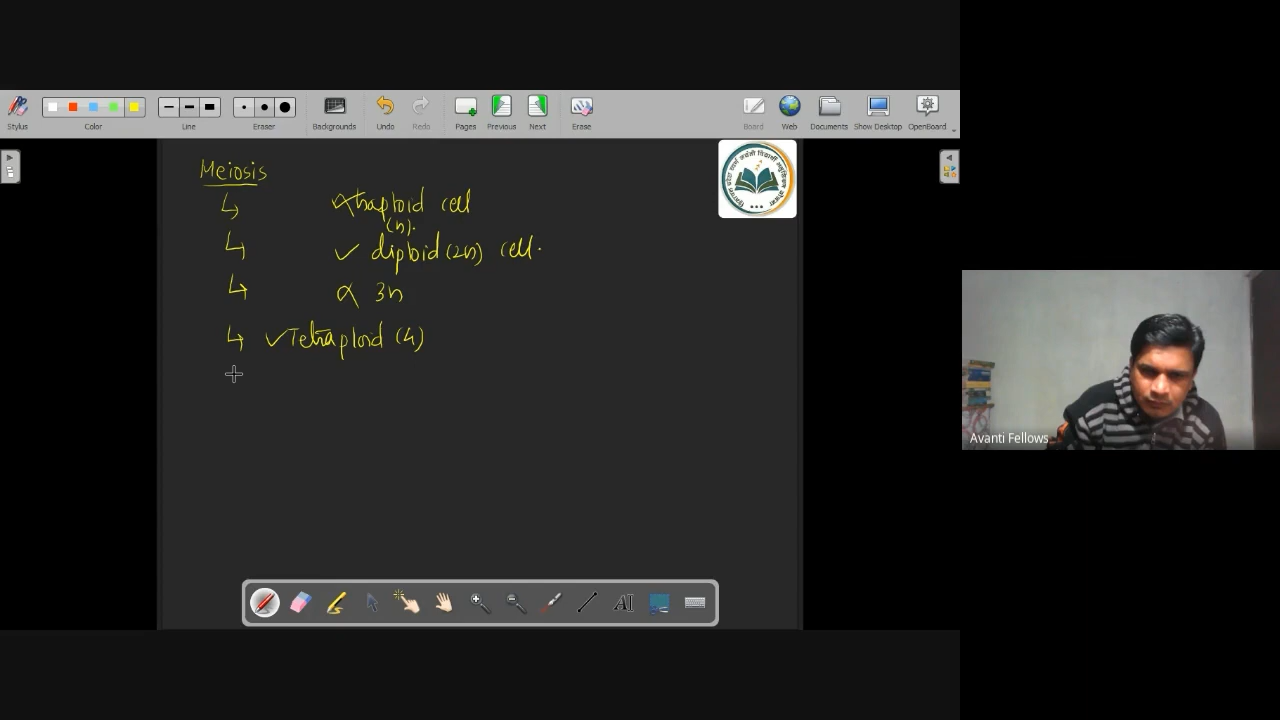 Stylus Color Line Eraser Backgrounds Undo Redo Pages Previous Next Erase Board Web Documents Show Desktop OpenBoard
Meiosis
↳ × haploid cell
(n).
↳ ✓ diploid (2n) cell.
↳ × 3n
↳ ✓ Tetraploid (4)
AI
Avanti Fellows